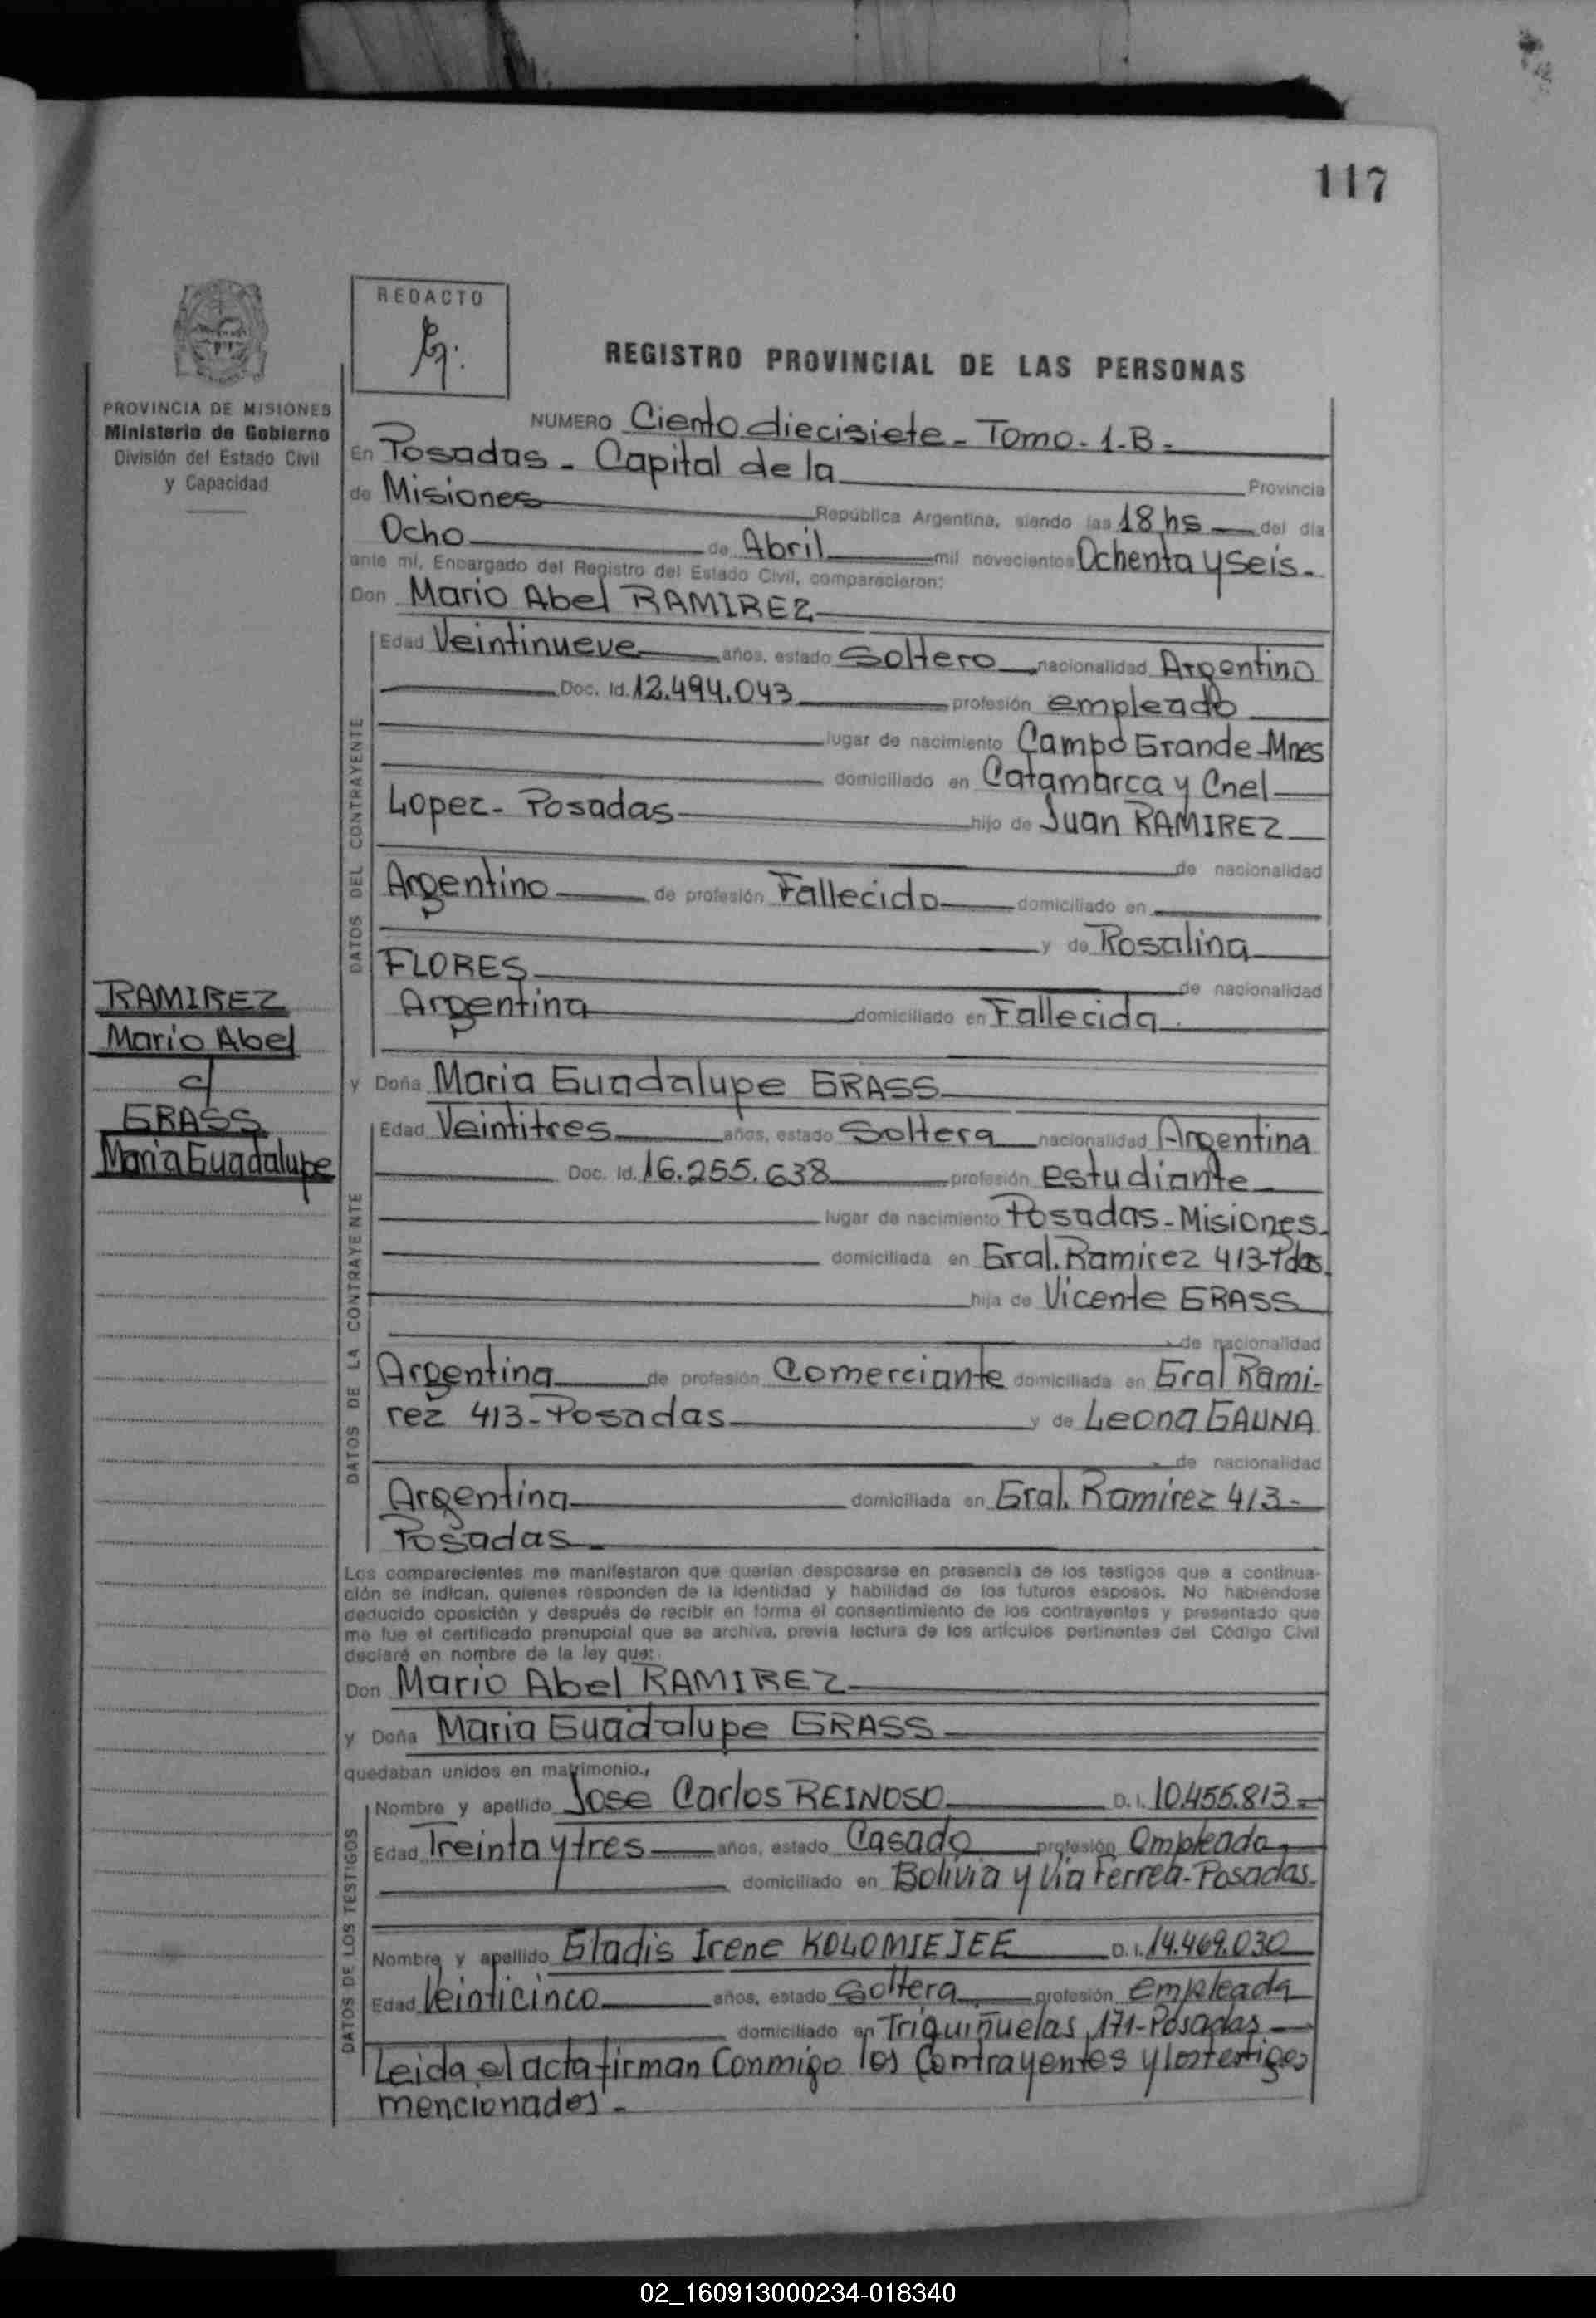 117
REDACTO
REGISTRO PROVINCIAL DE LAS PERSONAS
PROVINCIA DE MISIONES
Ministerio de Gobierno
División del Estado Civil
y Capacidad
NUMERO Ciento diecisiete - Tomo - 1 - B -
En Posadas - Capital de la Provincia
de Misiones República Argentina, siendo las 18 hs del día
Ocho de Abril mil novecientos Ochenta y seis.
ante mí, Encargado del Registro del Estado Civil, comparecieron:
Don Mario Abel RAMIREZ
DATOS DEL CONTRAYENTE
Edad Veintinueve años, estado Soltero nacionalidad Argentino
Doc. Id. 12.494.043 profesión empleado
lugar de nacimiento Campo Grande - Mnes
domiciliado en Catamarca y Cnel
Lopez - Posadas hijo de Juan RAMIREZ
de nacionalidad
Argentino de profesión Fallecido domiciliado en
y de Rosalina
FLORES
de nacionalidad
Argentina domiciliado en Fallecida
RAMIREZ
Mario Abel
c/
GRASS
Maria Guadalupe
y Doña Maria Guadalupe GRASS
DATOS DE LA CONTRAYENTE
Edad Veintitres años, estado Soltera nacionalidad Argentina
Doc. Id. 16.255.638 profesión estudiante
lugar de nacimiento Posadas - Misiones.
domiciliada en Gral. Ramirez 413 - Pdas.
hija de Vicente GRASS
de nacionalidad
Argentina de profesión Comerciante domiciliada en Gral Rami-
rez 413 - Posadas y de Leona GAUNA
de nacionalidad
Argentina domiciliada en Gral. Ramirez 413 -
Posadas
Los comparecientes me manifestaron que querían desposarse en presencia de los testigos que a continua-
ción se indican, quienes responden de la identidad y habilidad de los futuros esposos. No habiéndose
deducido oposición y después de recibir en forma el consentimiento de los contrayentes y presentado que
me fue el certificado prenupcial que se archiva, previa lectura de los artículos pertinentes del Código Civil
declaré en nombre de la ley que:
Don Mario Abel RAMIREZ
y Doña Maria Guadalupe GRASS
quedaban unidos en matrimonio.,
DATOS DE LOS TESTIGOS
Nombre y apellido Jose Carlos REINOSO D. I. 10.455.813
Edad Treinta y tres años, estado Casado profesión Empleado
domiciliado en Bolivia y Via Ferrea - Posadas.
Nombre y apellido Gladis Irene KOLOMIEJEE D. I. 14.469.030
Edad Veinticinco años, estado Soltera profesión empleada
domiciliado en Triquiñuelas 171 - Posadas
Leida el acta firman Conmigo los Contrayentes y los testigos
mencionados.
02_160913000234-018340